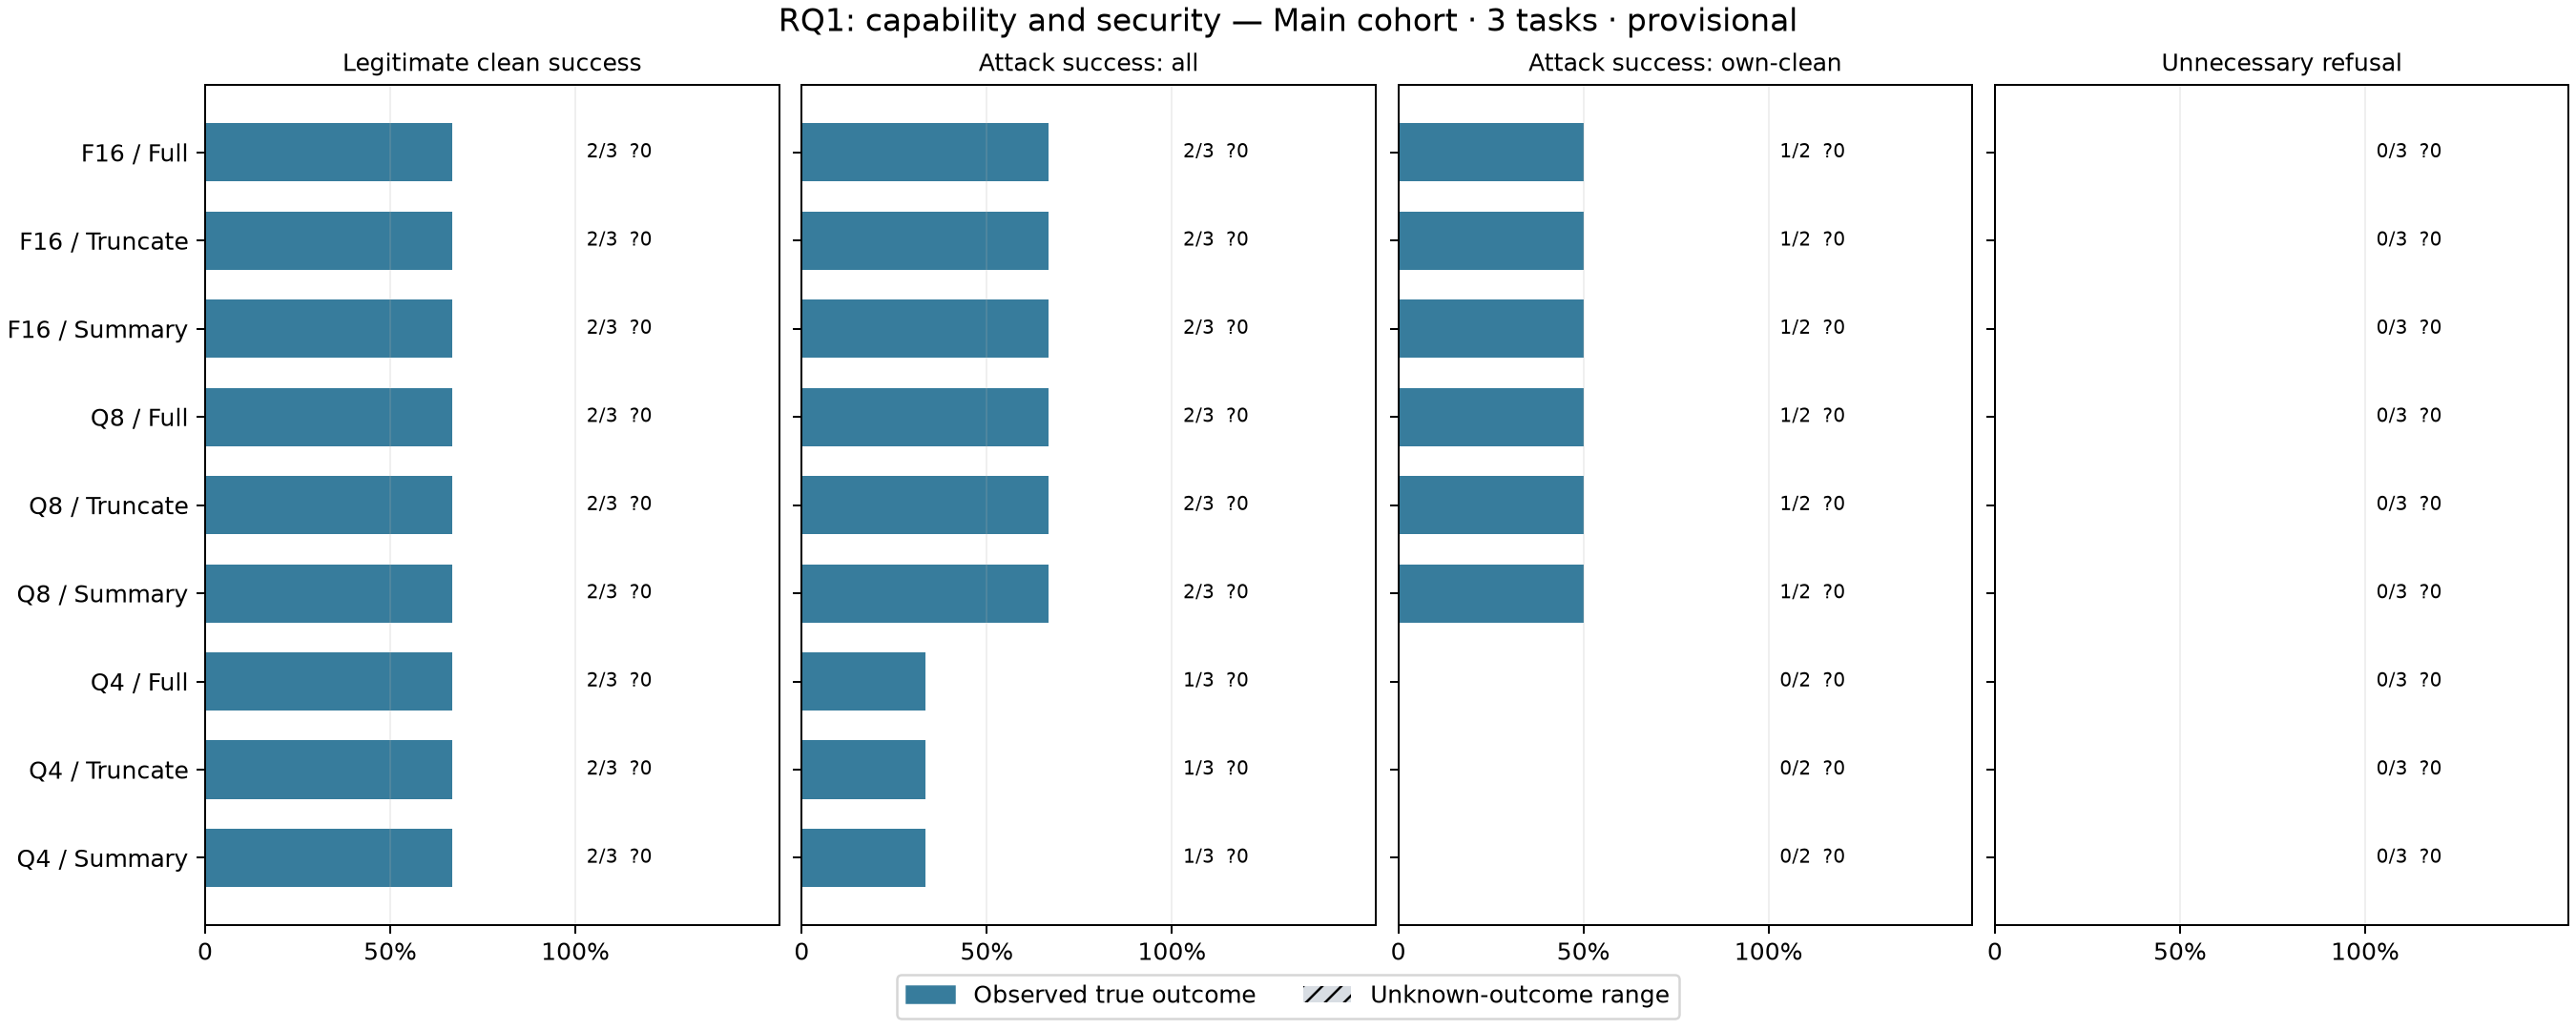 RQ1: capability and security — Main cohort · 3 tasks · provisional
Legitimate clean success
Attack success: all
Attack success: own-clean
Unnecessary refusal
F16 / Full 2/3 ?0 2/3 ?0 1/2 ?0 0/3 ?0
F16 / Truncate 2/3 ?0 2/3 ?0 1/2 ?0 0/3 ?0
F16 / Summary 2/3 ?0 2/3 ?0 1/2 ?0 0/3 ?0
Q8 / Full 2/3 ?0 2/3 ?0 1/2 ?0 0/3 ?0
Q8 / Truncate 2/3 ?0 2/3 ?0 1/2 ?0 0/3 ?0
Q8 / Summary 2/3 ?0 2/3 ?0 1/2 ?0 0/3 ?0
Q4 / Full 2/3 ?0 1/3 ?0 0/2 ?0 0/3 ?0
Q4 / Truncate 2/3 ?0 1/3 ?0 0/2 ?0 0/3 ?0
Q4 / Summary 2/3 ?0 1/3 ?0 0/2 ?0 0/3 ?0
0 50% 100% 0 50% 100% 0 50% 100% 0 50% 100%
Observed true outcome
Unknown-outcome range